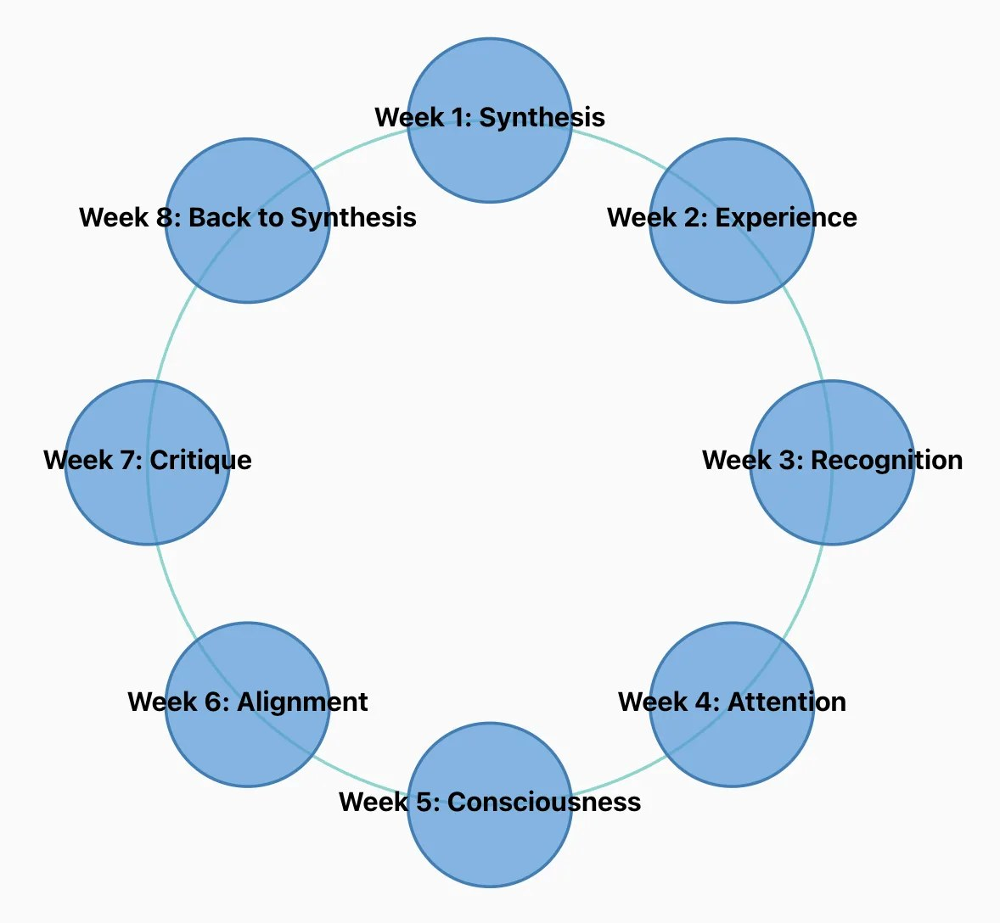 Week 1: Synthesis
Week 2: Experience
Week 3: Recognition
Week 4: Attention
Week 5: Consciousness
Week 6: Alignment
Week 7: Critique
Week 8: Back to Synthesis